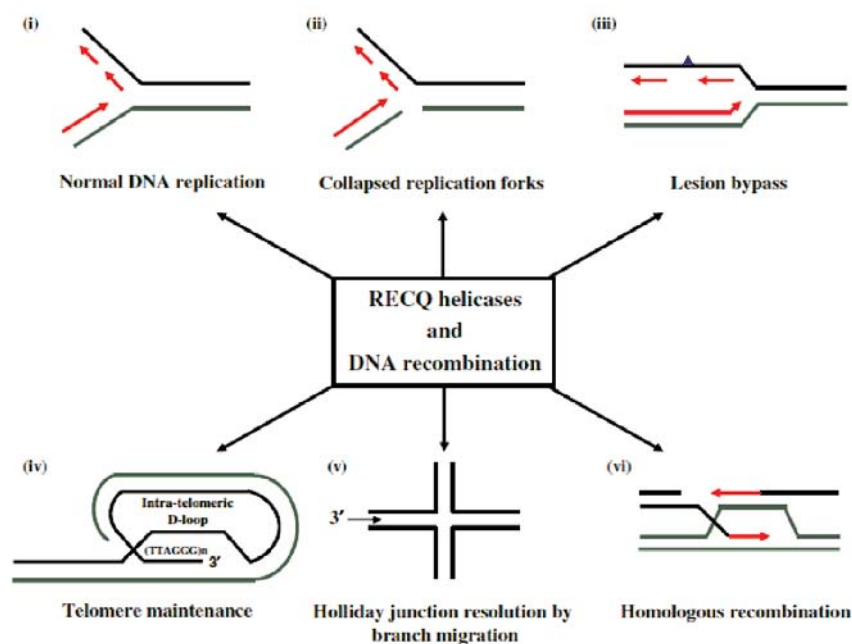 (i)
(ii)
(iii)
Normal DNA replication
Collapsed replication forks
Lesion bypass
RECQ helicases
and
DNA recombination
(iv)
(v)
(vi)
Intra-telomeric
D-loop
(TTAGGG)n 3′
3′
Telomere maintenance
Holliday junction resolution by
branch migration
Homologous recombination